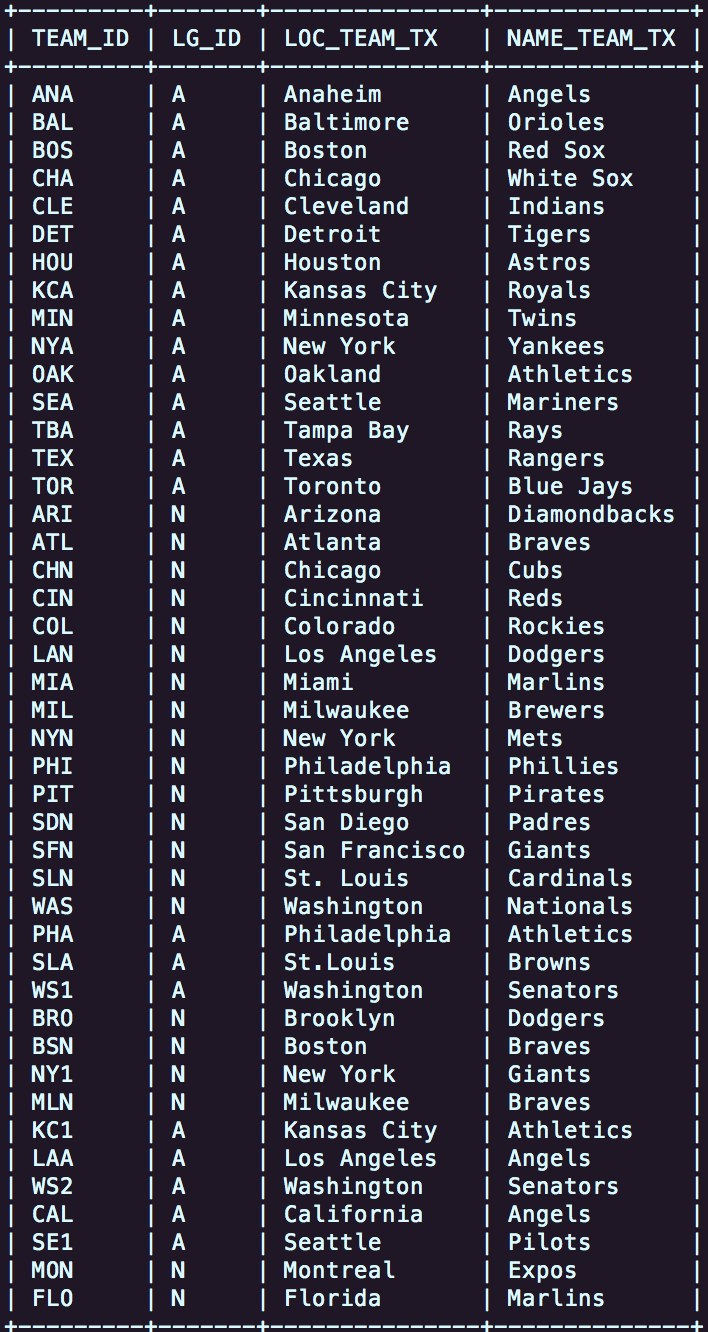 +---------+-------+---------------+--------------+
| TEAM_ID | LG_ID | LOC_TEAM_TX   | NAME_TEAM_TX |
+---------+-------+---------------+--------------+
| ANA     | A     | Anaheim       | Angels       |
| BAL     | A     | Baltimore     | Orioles      |
| BOS     | A     | Boston        | Red Sox      |
| CHA     | A     | Chicago       | White Sox    |
| CLE     | A     | Cleveland     | Indians      |
| DET     | A     | Detroit       | Tigers       |
| HOU     | A     | Houston       | Astros       |
| KCA     | A     | Kansas City   | Royals       |
| MIN     | A     | Minnesota     | Twins        |
| NYA     | A     | New York      | Yankees      |
| OAK     | A     | Oakland       | Athletics    |
| SEA     | A     | Seattle       | Mariners     |
| TBA     | A     | Tampa Bay     | Rays         |
| TEX     | A     | Texas         | Rangers      |
| TOR     | A     | Toronto       | Blue Jays    |
| ARI     | N     | Arizona       | Diamondbacks |
| ATL     | N     | Atlanta       | Braves       |
| CHN     | N     | Chicago       | Cubs         |
| CIN     | N     | Cincinnati    | Reds         |
| COL     | N     | Colorado      | Rockies      |
| LAN     | N     | Los Angeles   | Dodgers      |
| MIA     | N     | Miami         | Marlins      |
| MIL     | N     | Milwaukee     | Brewers      |
| NYN     | N     | New York      | Mets         |
| PHI     | N     | Philadelphia  | Phillies     |
| PIT     | N     | Pittsburgh    | Pirates      |
| SDN     | N     | San Diego     | Padres       |
| SFN     | N     | San Francisco | Giants       |
| SLN     | N     | St. Louis     | Cardinals    |
| WAS     | N     | Washington    | Nationals    |
| PHA     | A     | Philadelphia  | Athletics    |
| SLA     | A     | St.Louis      | Browns       |
| WS1     | A     | Washington    | Senators     |
| BRO     | N     | Brooklyn      | Dodgers      |
| BSN     | N     | Boston        | Braves       |
| NY1     | N     | New York      | Giants       |
| MLN     | N     | Milwaukee     | Braves       |
| KC1     | A     | Kansas City   | Athletics    |
| LAA     | A     | Los Angeles   | Angels       |
| WS2     | A     | Washington    | Senators     |
| CAL     | A     | California    | Angels       |
| SE1     | A     | Seattle       | Pilots       |
| MON     | N     | Montreal      | Expos        |
| FLO     | N     | Florida       | Marlins      |
+---------+-------+---------------+--------------+